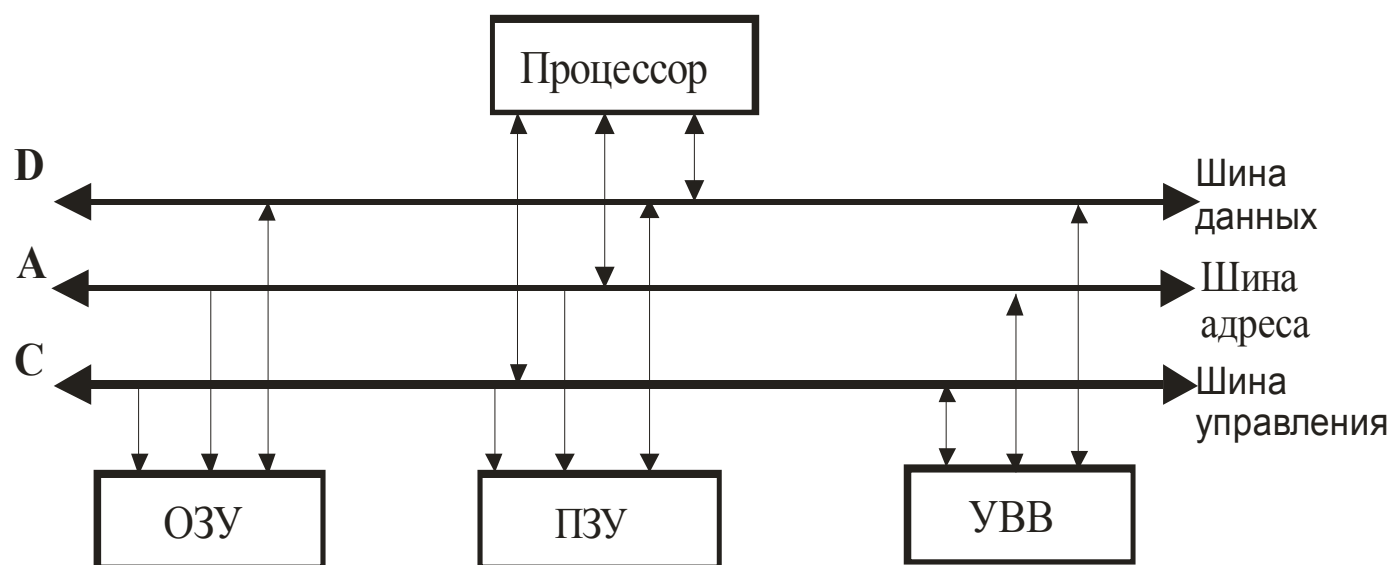 Процессор
D
Шина
данных
A
Шина
адреса
C
Шина
управления
ОЗУ
ПЗУ
УВВ